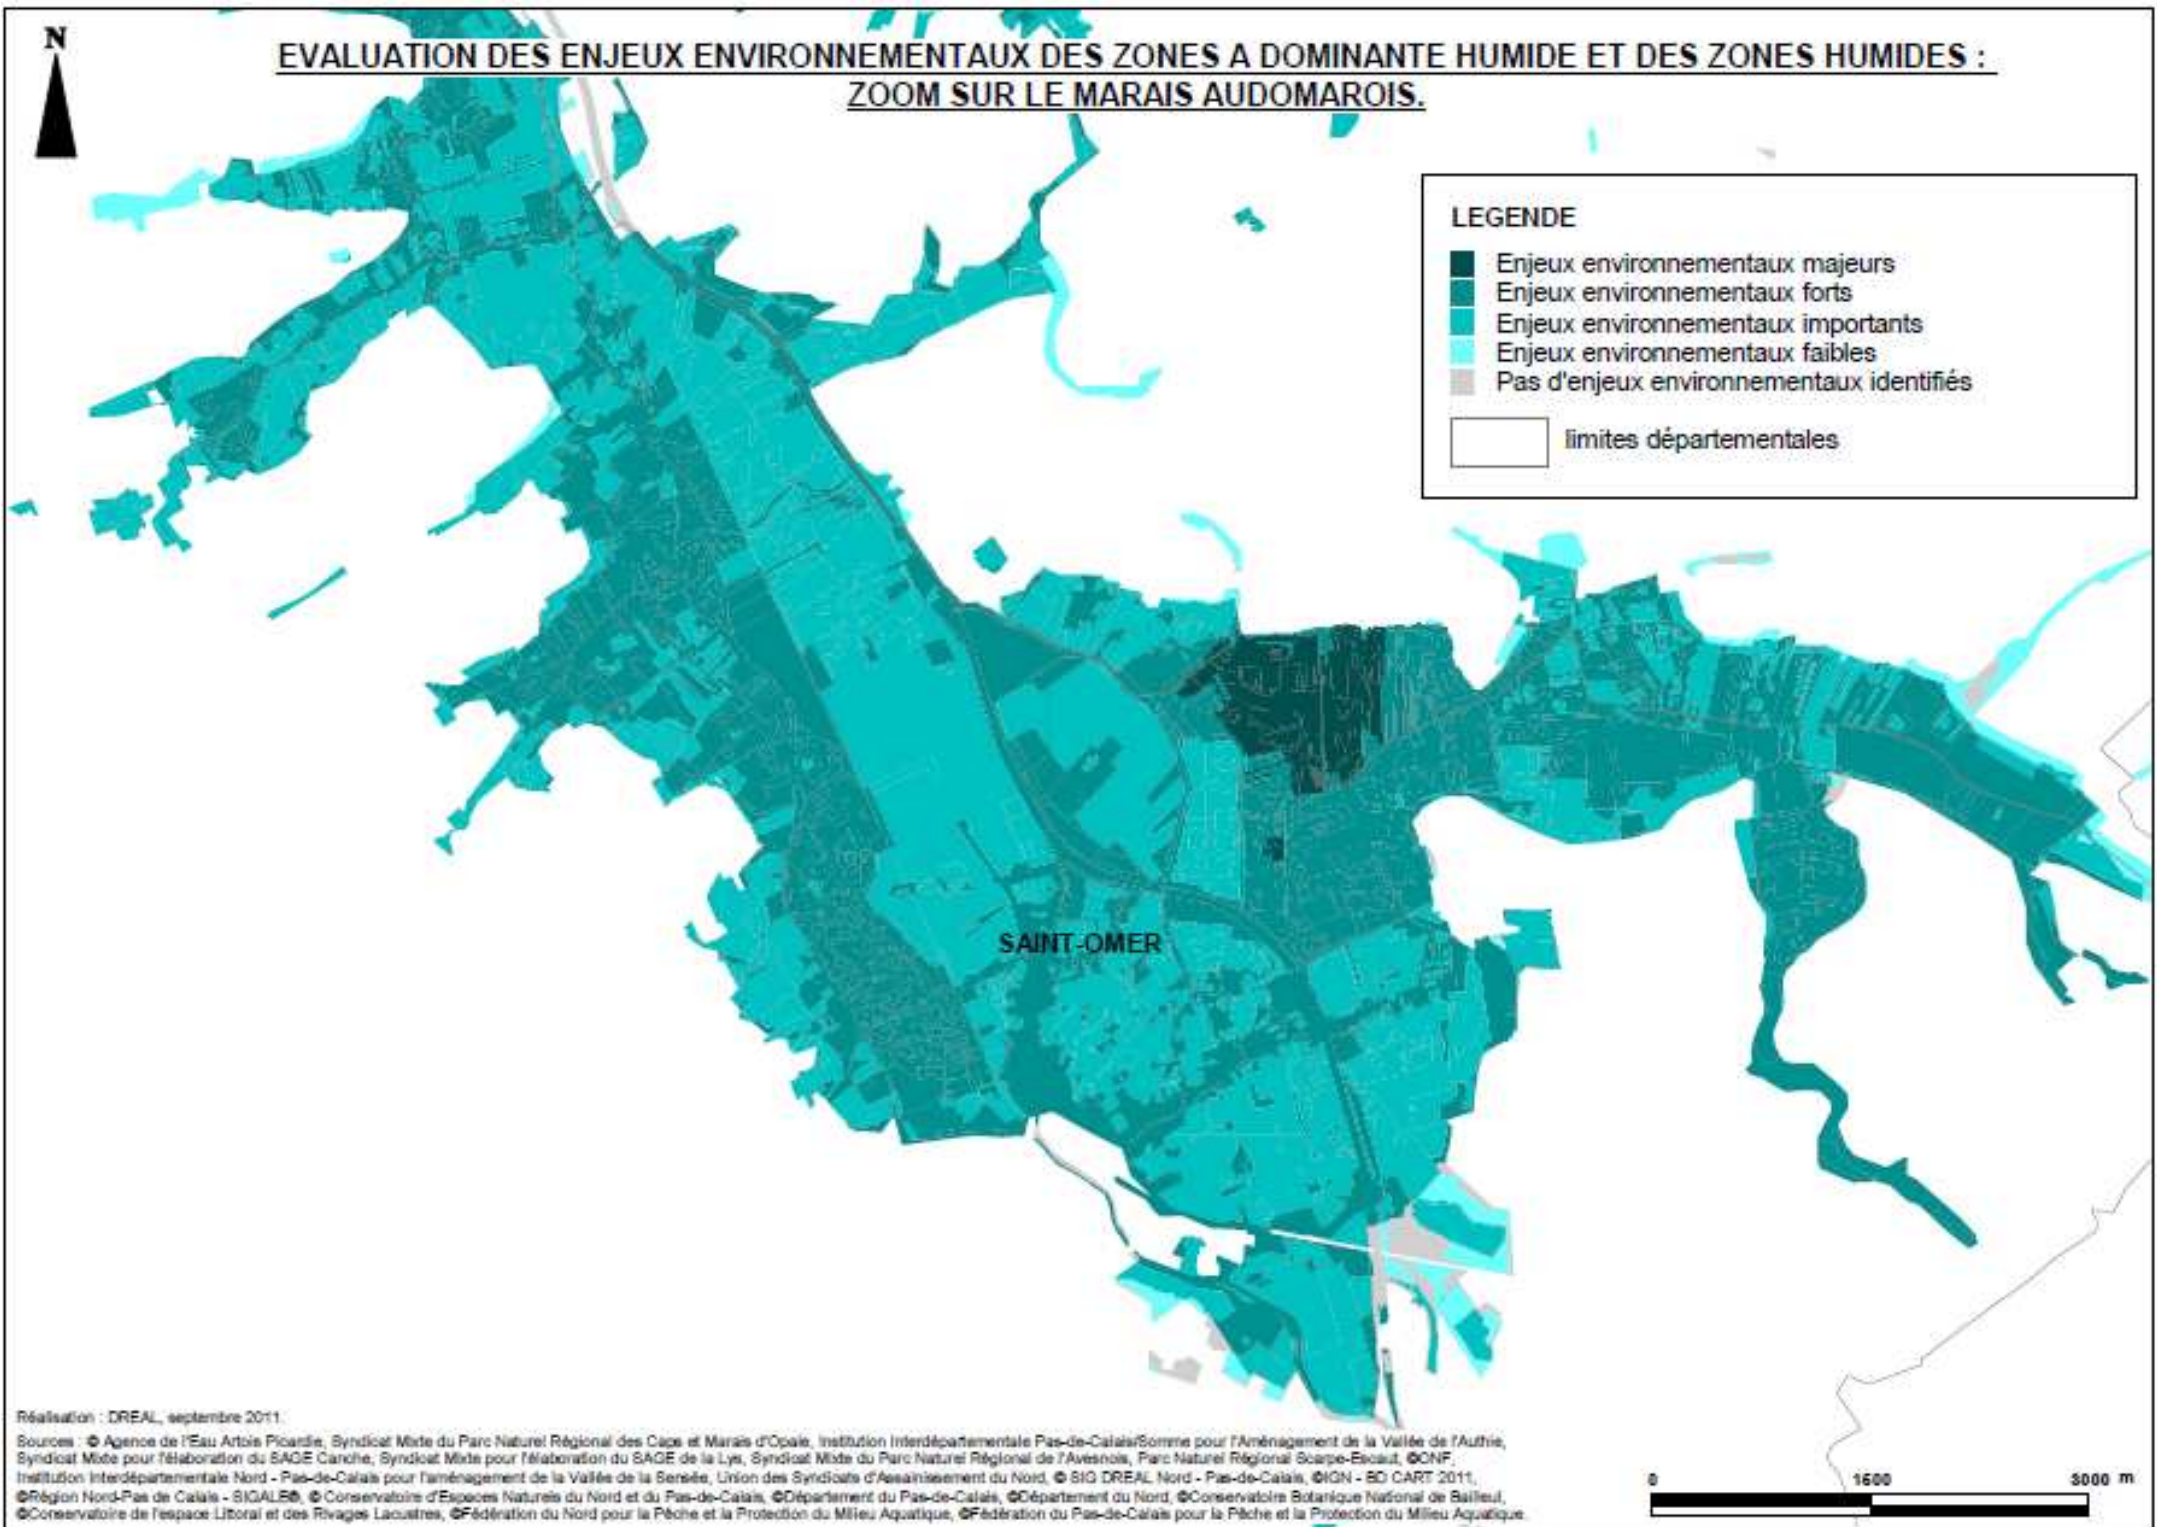 N
EVALUATION DES ENJEUX ENVIRONNEMENTAUX DES ZONES A DOMINANTE HUMIDE ET DES ZONES HUMIDES :
ZOOM SUR LE MARAIS AUDOMAROIS.
LEGENDE
Enjeux environnementaux majeurs
Enjeux environnementaux forts
Enjeux environnementaux importants
Enjeux environnementaux faibles
Pas d'enjeux environnementaux identifiés
limites départementales
SAINT-OMER
Réalisation : DREAL, septembre 2011.
Sources : © Agence de l'Eau Artois Picardie, Syndicat Mixte du Parc Naturel Régional des Caps et Marais d'Opale, Institution Interdépartementale Pas-de-Calais/Somme pour l'Aménagement de la Vallée de l'Authie,
Syndicat Mixte pour l'élaboration du SAGE Canche, Syndicat Mixte pour l'élaboration du SAGE de la Lys, Syndicat Mixte du Parc Naturel Régional de l'Avesnois, Parc Naturel Régional Scarpe-Escaut, ©ONF,
Institution Interdépartementale Nord - Pas-de-Calais pour l'aménagement de la Vallée de la Sensée, Union des Syndicats d'Assainissement du Nord, © SIG DREAL Nord - Pas-de-Calais, ©IGN - BD CART 2011,
©Région Nord-Pas de Calais - SIGALE®, © Conservatoire d'Espaces Naturels du Nord et du Pas-de-Calais, ©Département du Pas-de-Calais, ©Département du Nord, ©Conservatoire Botanique National de Bailleul,
©Conservatoire de l'espace Littoral et des Rivages Lacustres, ©Fédération du Nord pour la Pêche et la Protection du Milieu Aquatique, ©Fédération du Pas-de-Calais pour la Pêche et la Protection du Milieu Aquatique.
0 1500 3000 m